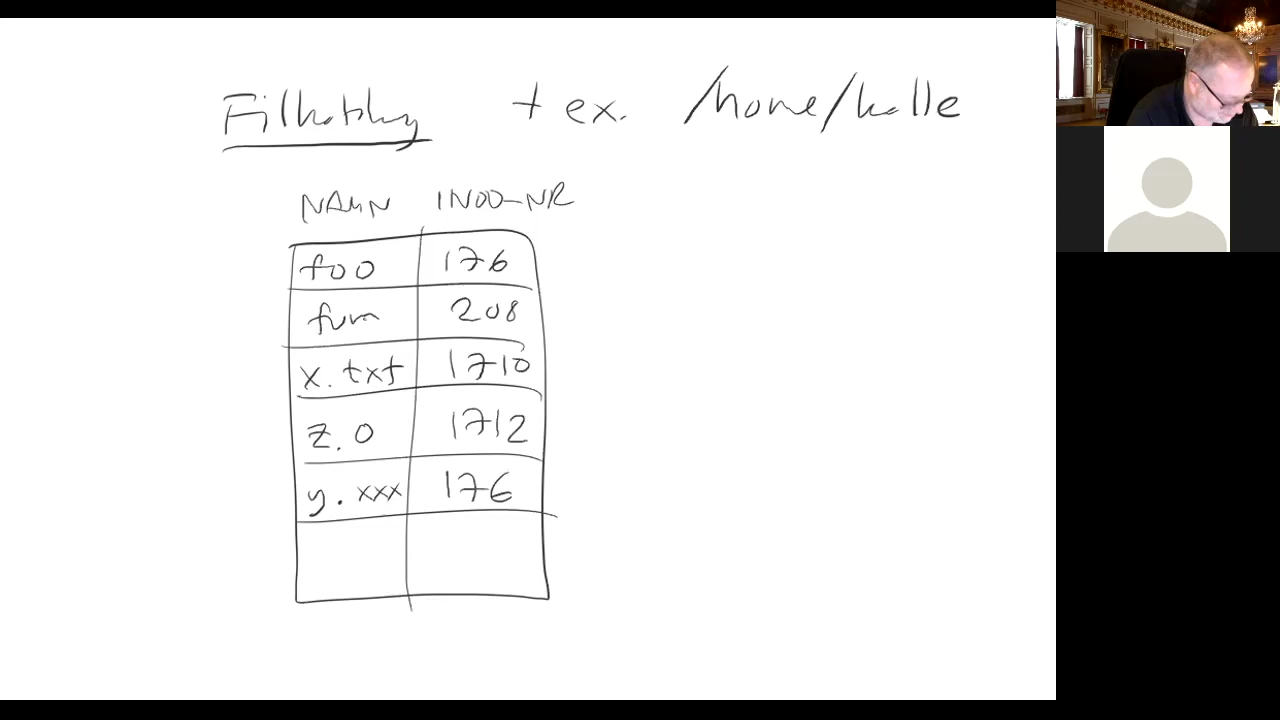 Filkatalog t ex. /home/kalle
NAMN INOD-NR
foo 176
fum 208
x.txt 1710
z.o 1712
y.xxx 176